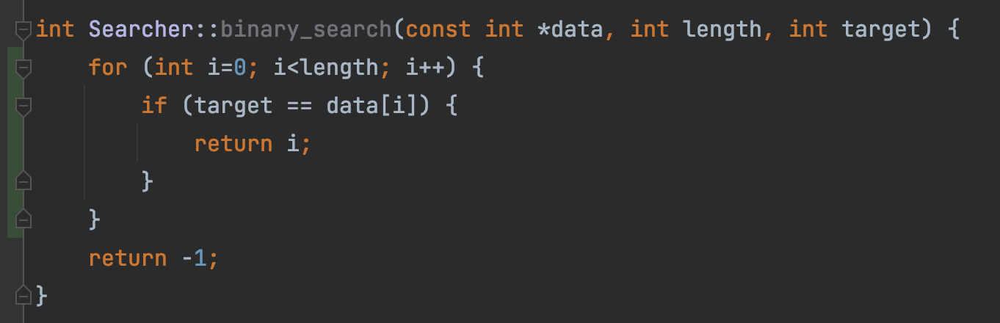 int Searcher::binary_search(const int *data, int length, int target) {
    for (int i=0; i<length; i++) {
        if (target == data[i]) {
            return i;
        }
    }
    return -1;
}